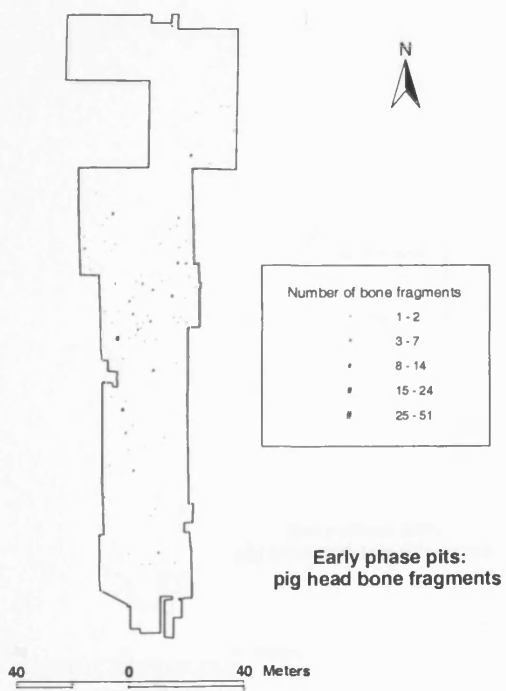 N
Number of bone fragments
1 - 2
3 - 7
8 - 14
15 - 24
25 - 51
Early phase pits:
pig head bone fragments
40 0 40 Meters